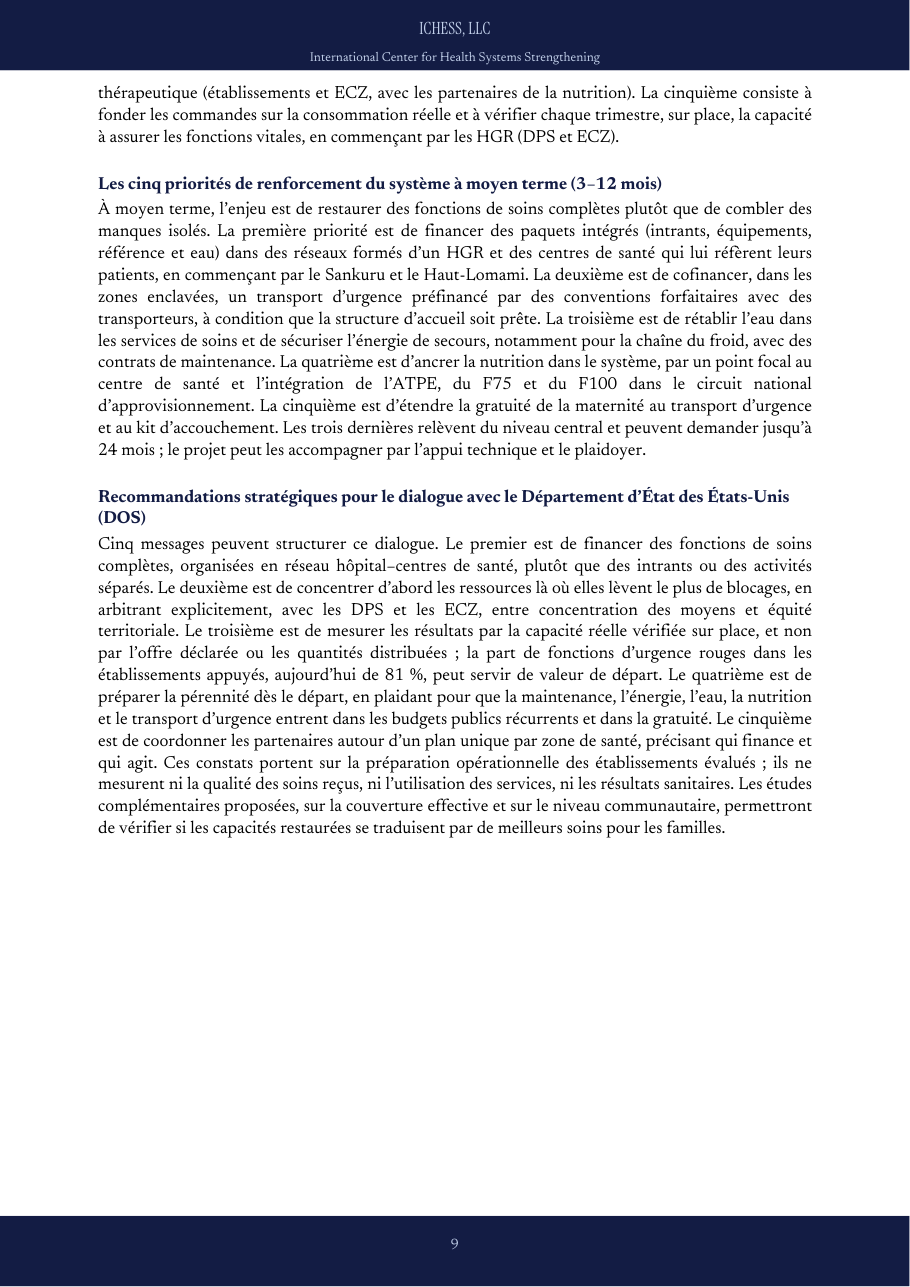 ICHESS, LLC
International Center for Health Systems Strengthening
thérapeutique (établissements et ECZ, avec les partenaires de la nutrition). La cinquième consiste à
fonder les commandes sur la consommation réelle et à vérifier chaque trimestre, sur place, la capacité
à assurer les fonctions vitales, en commençant par les HGR (DPS et ECZ).
Les cinq priorités de renforcement du système à moyen terme (3–12 mois)
À moyen terme, l’enjeu est de restaurer des fonctions de soins complètes plutôt que de combler des
manques isolés. La première priorité est de financer des paquets intégrés (intrants, équipements,
référence et eau) dans des réseaux formés d’un HGR et des centres de santé qui lui réfèrent leurs
patients, en commençant par le Sankuru et le Haut-Lomami. La deuxième est de cofinancer, dans les
zones enclavées, un transport d’urgence préfinancé par des conventions forfaitaires avec des
transporteurs, à condition que la structure d’accueil soit prête. La troisième est de rétablir l’eau dans
les services de soins et de sécuriser l’énergie de secours, notamment pour la chaîne du froid, avec des
contrats de maintenance. La quatrième est d’ancrer la nutrition dans le système, par un point focal au
centre de santé et l’intégration de l’ATPE, du F75 et du F100 dans le circuit national
d’approvisionnement. La cinquième est d’étendre la gratuité de la maternité au transport d’urgence
et au kit d’accouchement. Les trois dernières relèvent du niveau central et peuvent demander jusqu’à
24 mois ; le projet peut les accompagner par l’appui technique et le plaidoyer.
Recommandations stratégiques pour le dialogue avec le Département d’État des États-Unis
(DOS)
Cinq messages peuvent structurer ce dialogue. Le premier est de financer des fonctions de soins
complètes, organisées en réseau hôpital–centres de santé, plutôt que des intrants ou des activités
séparés. Le deuxième est de concentrer d’abord les ressources là où elles lèvent le plus de blocages, en
arbitrant explicitement, avec les DPS et les ECZ, entre concentration des moyens et équité
territoriale. Le troisième est de mesurer les résultats par la capacité réelle vérifiée sur place, et non
par l’offre déclarée ou les quantités distribuées ; la part de fonctions d’urgence rouges dans les
établissements appuyés, aujourd’hui de 81 %, peut servir de valeur de départ. Le quatrième est de
préparer la pérennité dès le départ, en plaidant pour que la maintenance, l’énergie, l’eau, la nutrition
et le transport d’urgence entrent dans les budgets publics récurrents et dans la gratuité. Le cinquième
est de coordonner les partenaires autour d’un plan unique par zone de santé, précisant qui finance et
qui agit. Ces constats portent sur la préparation opérationnelle des établissements évalués ; ils ne
mesurent ni la qualité des soins reçus, ni l’utilisation des services, ni les résultats sanitaires. Les études
complémentaires proposées, sur la couverture effective et sur le niveau communautaire, permettront
de vérifier si les capacités restaurées se traduisent par de meilleurs soins pour les familles.
9